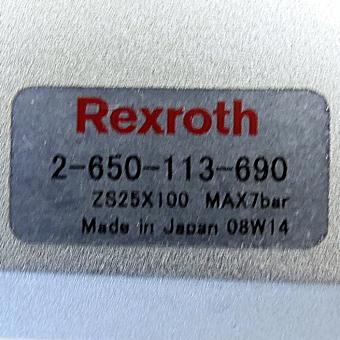 Rexroth
2-650-113-690
ZS25X100 MAX7bar
Made in Japan 08W14